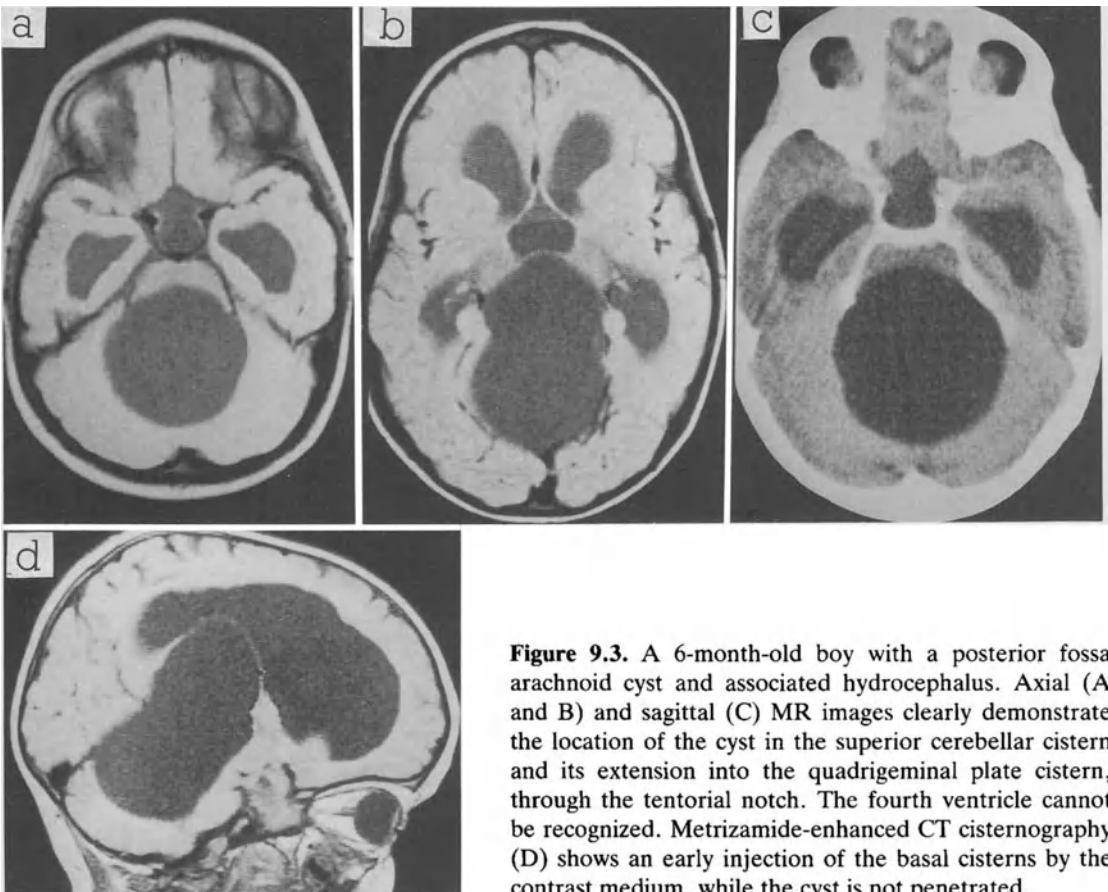 a
b
c
d
Figure 9.3. A 6-month-old boy with a posterior fossa
arachnoid cyst and associated hydrocephalus. Axial (A
and B) and sagittal (C) MR images clearly demonstrate
the location of the cyst in the superior cerebellar cistern
and its extension into the quadrigeminal plate cistern,
through the tentorial notch. The fourth ventricle cannot
be recognized. Metrizamide-enhanced CT cisternography
(D) shows an early injection of the basal cisterns by the
contrast medium, while the cyst is not penetrated